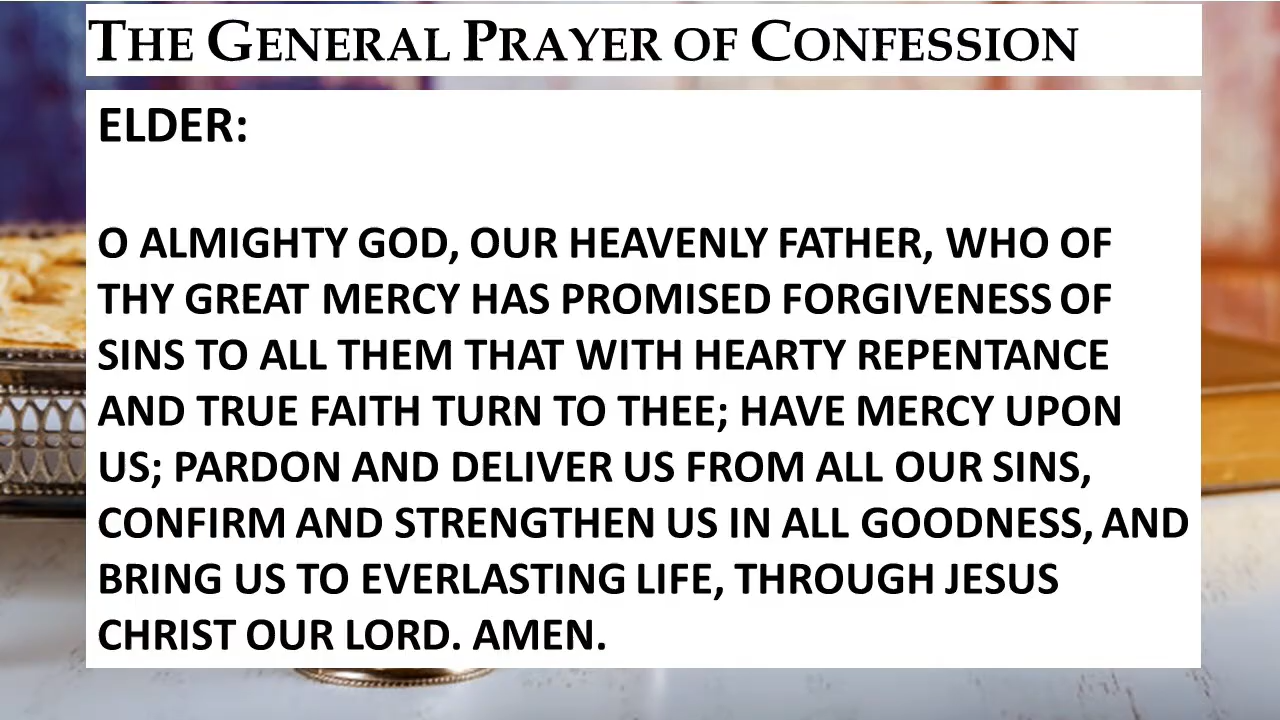 THE GENERAL PRAYER OF CONFESSION
ELDER:
O ALMIGHTY GOD, OUR HEAVENLY FATHER, WHO OF
THY GREAT MERCY HAS PROMISED FORGIVENESS OF
SINS TO ALL THEM THAT WITH HEARTY REPENTANCE
AND TRUE FAITH TURN TO THEE; HAVE MERCY UPON
US; PARDON AND DELIVER US FROM ALL OUR SINS,
CONFIRM AND STRENGTHEN US IN ALL GOODNESS, AND
BRING US TO EVERLASTING LIFE, THROUGH JESUS
CHRIST OUR LORD. AMEN.